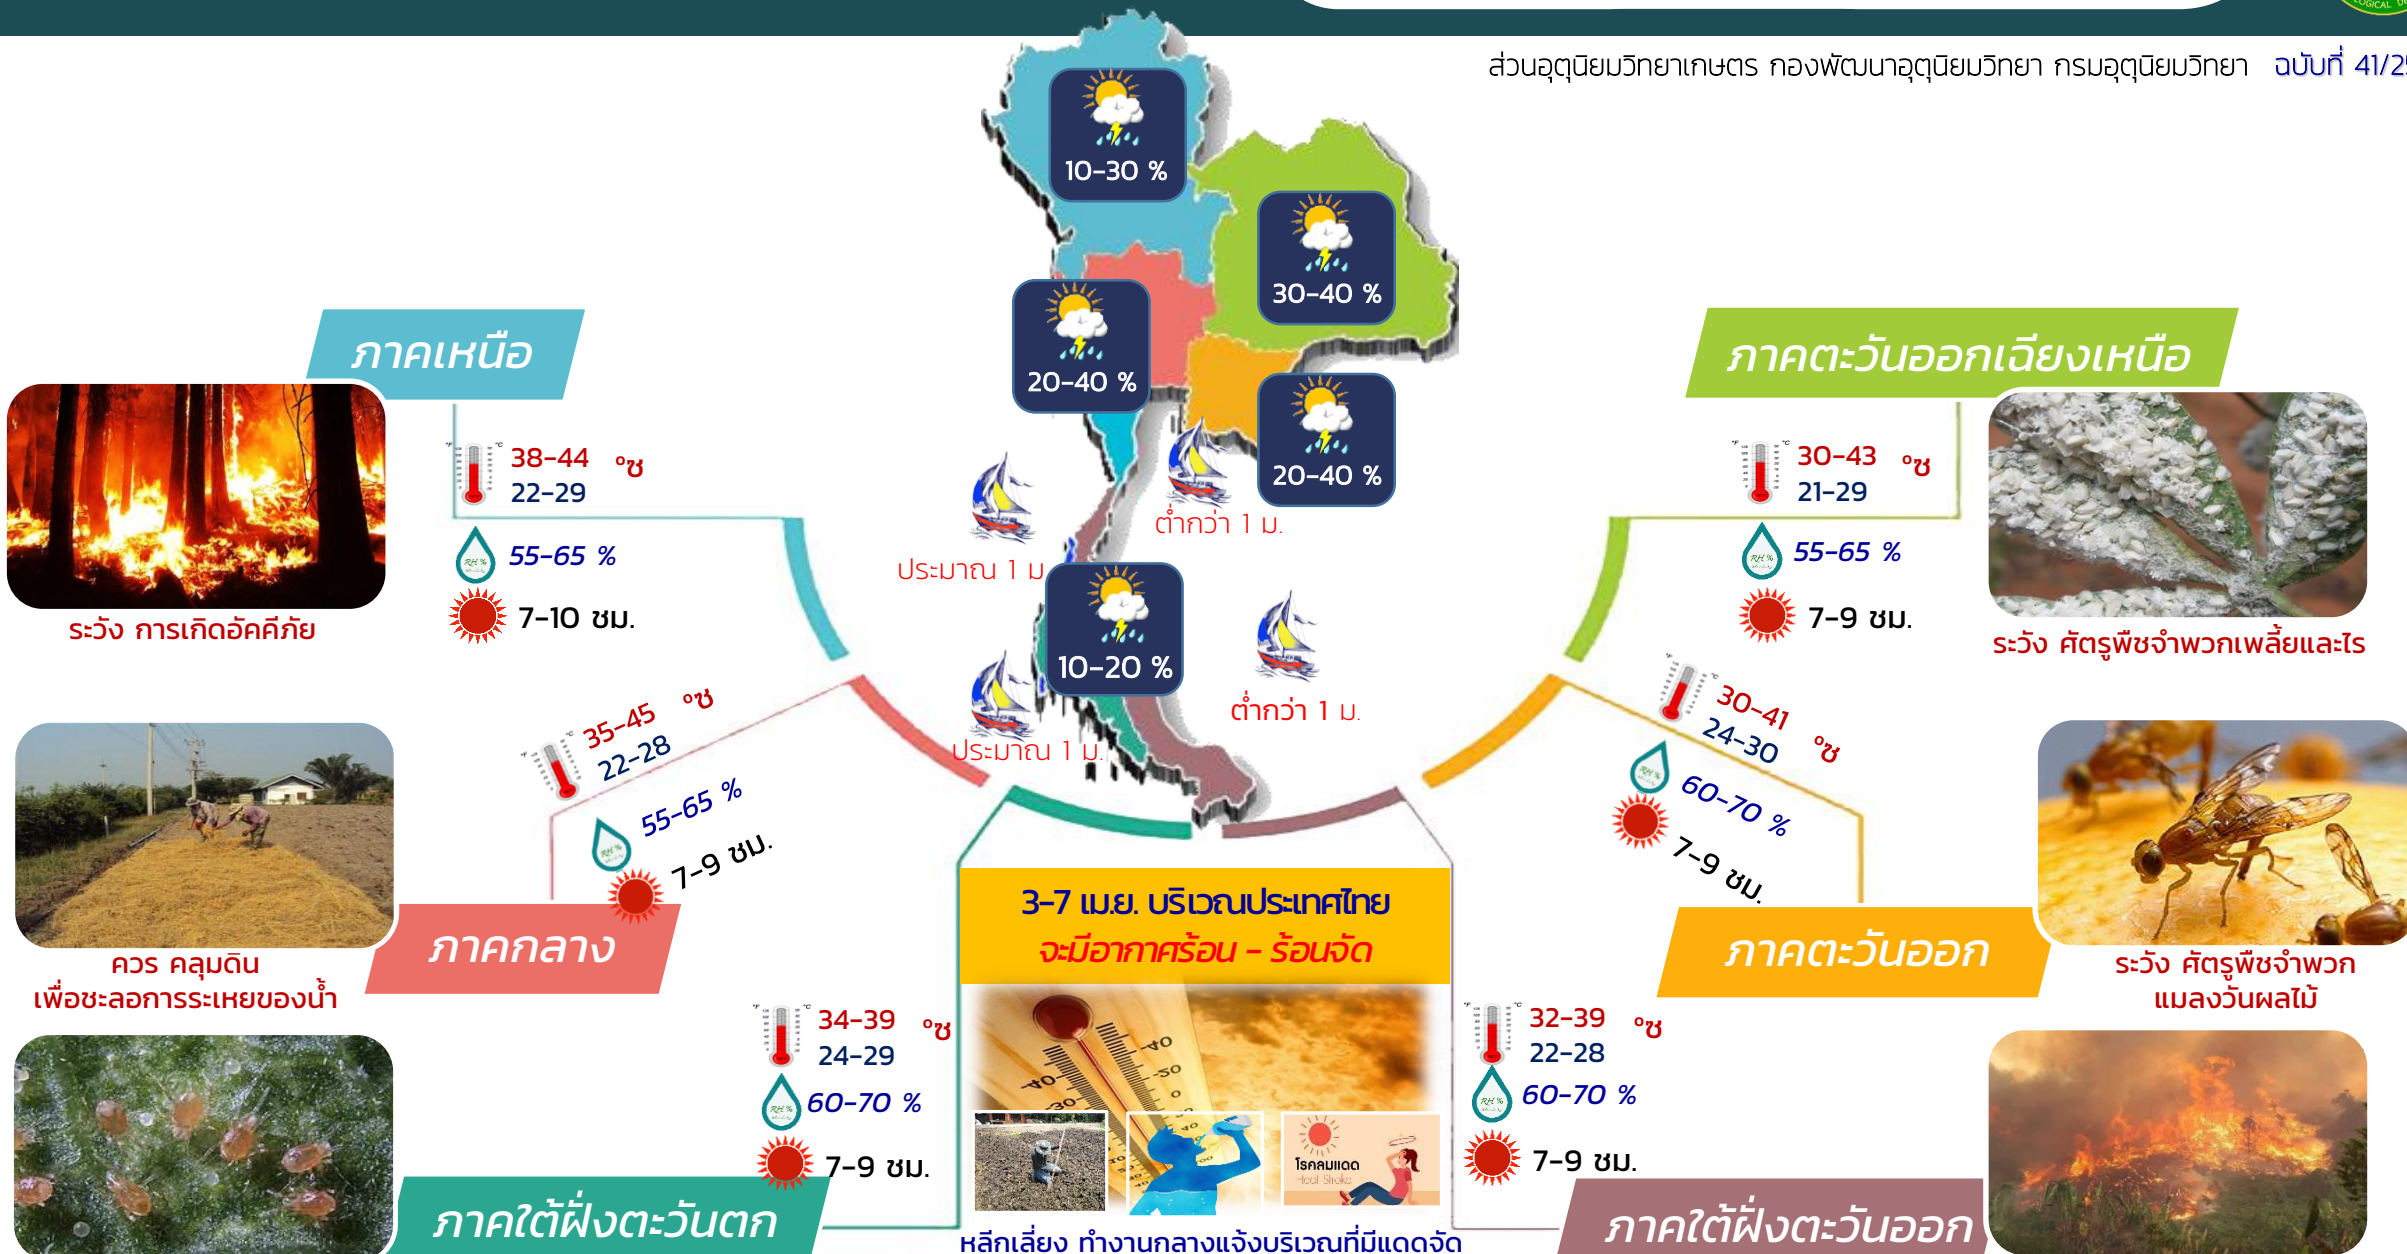 ส่วนอุตุนิยมวิทยาเกษตร กองพัฒนาอุตุนิยมวิทยา กรมอุตุนิยมวิทยา ฉบับที่ 41/25
10-30 %
30-40 %
20-40 %
20-40 %
ต่ำกว่า 1 ม.
ประมาณ 1 ม
10-20 %
ต่ำกว่า 1 ม.
ประมาณ 1 ม.
ภาคเหนือ
38-44 °ซ
22-29
55-65 %
7-10 ชม.
ระวัง การเกิดอัคคีภัย
ภาคตะวันออกเฉียงเหนือ
30-43 °ซ
21-29
55-65 %
7-9 ชม.
ระวัง ศัตรูพืชจำพวกเพลี้ยและไร
35-45 °ซ
22-28
55-65 %
7-9 ชม.
ภาคกลาง
ควร คลุมดิน
เพื่อชะลอการระเหยของน้ำ
30-41 °ซ
24-30
60-70 %
7-9 ชม.
ภาคตะวันออก
ระวัง ศัตรูพืชจำพวก
แมลงวันผลไม้
34-39 °ซ
24-29
60-70 %
7-9 ชม.
ภาคใต้ฝั่งตะวันตก
3-7 เม.ย. บริเวณประเทศไทย
จะมีอากาศร้อน - ร้อนจัด
โรคลมแดด
Heat Stroke
หลีกเลี่ยง ทำงานกลางแจ้งบริเวณที่มีแดดจัด
32-39 °ซ
22-28
60-70 %
7-9 ชม.
ภาคใต้ฝั่งตะวันออก